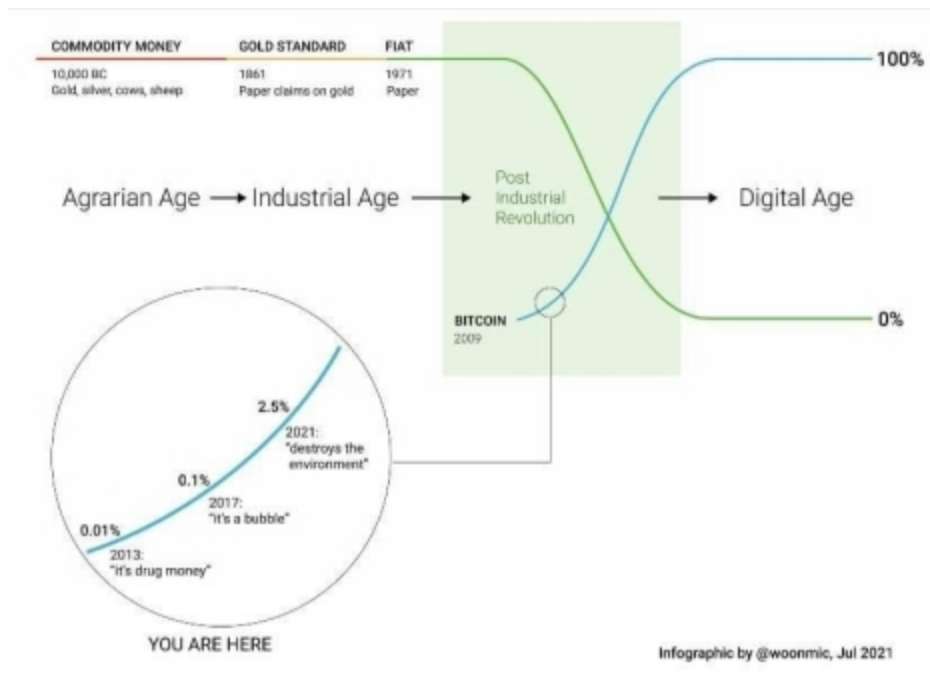 COMMODITY MONEY
10,000 BC
Gold, silver, cows, sheep
GOLD STANDARD
1861
Paper claims on gold
FIAT
1971
Paper
100%
Agrarian Age
Industrial Age
Post
Industrial
Revolution
Digital Age
BITCOIN
2009
0%
2.5%
2021:
"destroys the
environment"
0.1%
2017:
"it's a bubble"
0.01%
2013:
"it's drug money"
YOU ARE HERE
Infographic by @woonmic, Jul 2021